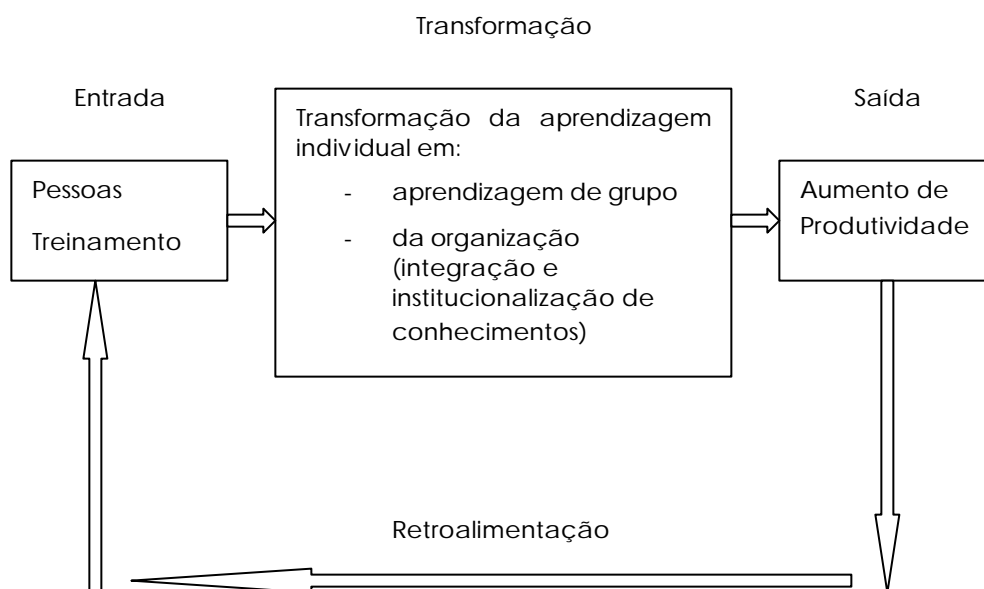 Transformação
Entrada
Saída
Pessoas
Treinamento
Transformação da aprendizagem
individual em:
- aprendizagem de grupo
- da organização
(integração e
institucionalização de
conhecimentos)
Aumento de
Produtividade
Retroalimentação